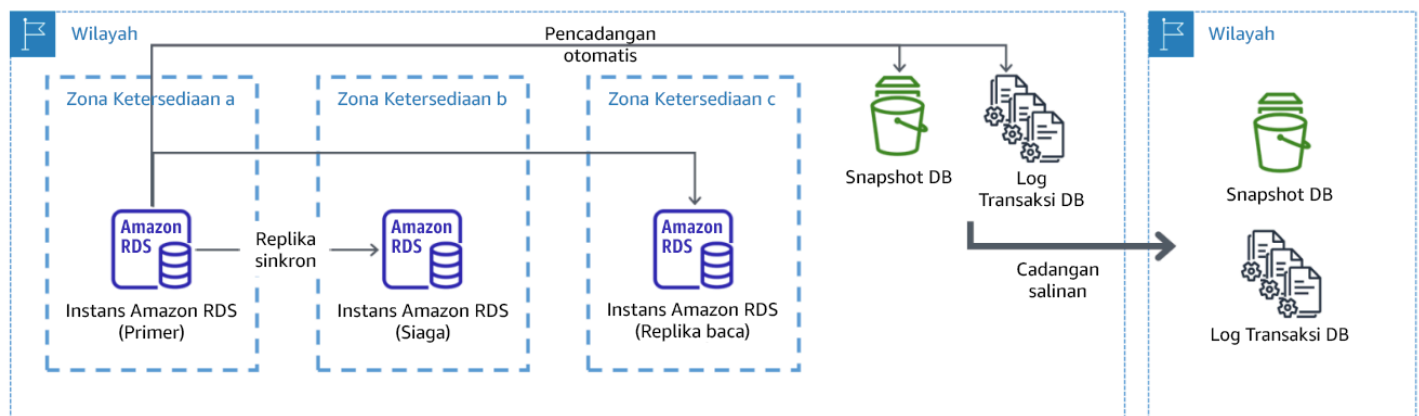 Wilayah
Pencadangan
otomatis
Wilayah
Zona Ketersediaan a
Zona Ketersediaan b
Zona Ketersediaan c
Snapshot DB
Log
Transaksi DB
Snapshot DB
Amazon
RDS
Replika
sinkron
Amazon
RDS
Amazon
RDS
Cadangan
salinan
Instans Amazon RDS
(Primer)
Instans Amazon RDS
(Siaga)
Instans Amazon RDS
(Replika baca)
Log Transaksi DB